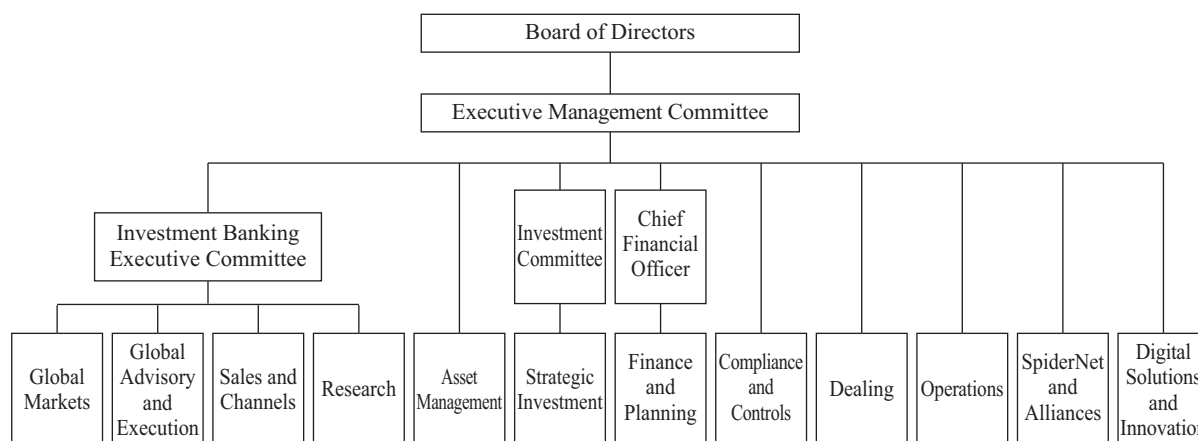 Board of Directors
Executive Management Committee
Investment Banking
Executive Committee
Investment
Committee
Chief
Financial
Officer
Global
Markets
Global
Advisory
and
Execution
Sales and
Channels
Research
Asset
Management
Strategic
Investment
Finance
and
Planning
Compliance
and
Controls
Dealing
Operations
SpiderNet
and
Alliances
Digital
Solutions
and
Innovation